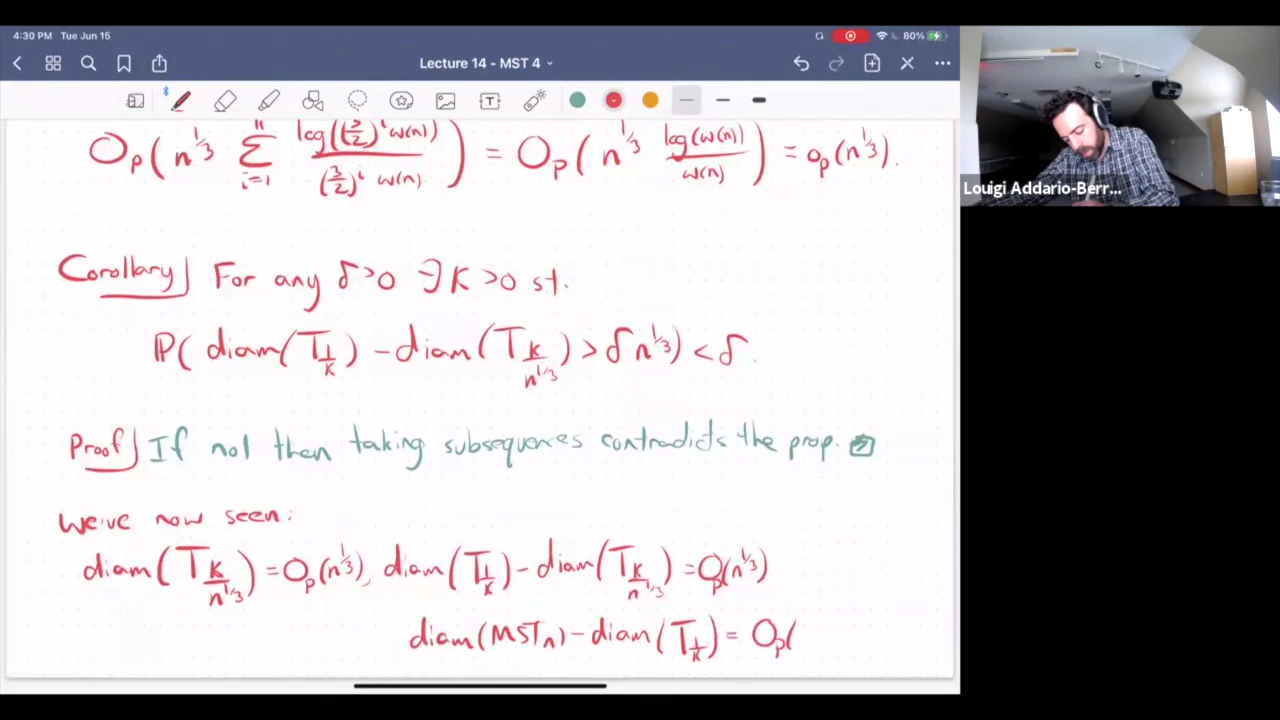 4:30 PM Tue Jun 15
80%
Lecture 14 - MST 4
O_p( n^{1/3} Σ_{i=1}^{n} log((3/2)^i ω(n)) / (3/2)^i ω(n) ) = O_p( n^{1/3} log(ω(n)) / ω(n) ) = o_p(n^{1/3}).
Louigi Addario-Berr...
Corollary] For any δ>0 ∃ K>0 st.
P( diam(T_{1/K}) - diam(T_{K/n^{1/3}}) > δ n^{1/3}) < δ.
Proof] If not then taking subsequences contradicts the prop.
We've now seen:
diam(T_{K/n^{1/3}}) = O_p(n^{1/3}), diam(T_{1/K}) - diam(T_{K/n^{1/3}}) = O_p(n^{1/3})
diam(MST_n) - diam(T_{1/K}) = O_p(